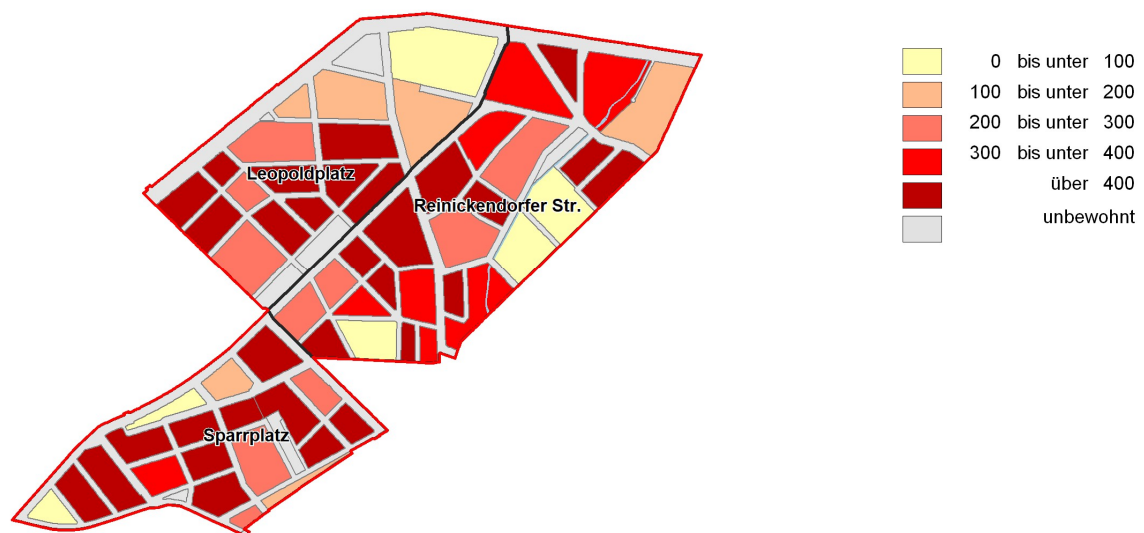 0 bis unter 100
100 bis unter 200
200 bis unter 300
300 bis unter 400
über 400
unbewohnt
Leopoldplatz
Reinickendorfer Str.
Sparrplatz